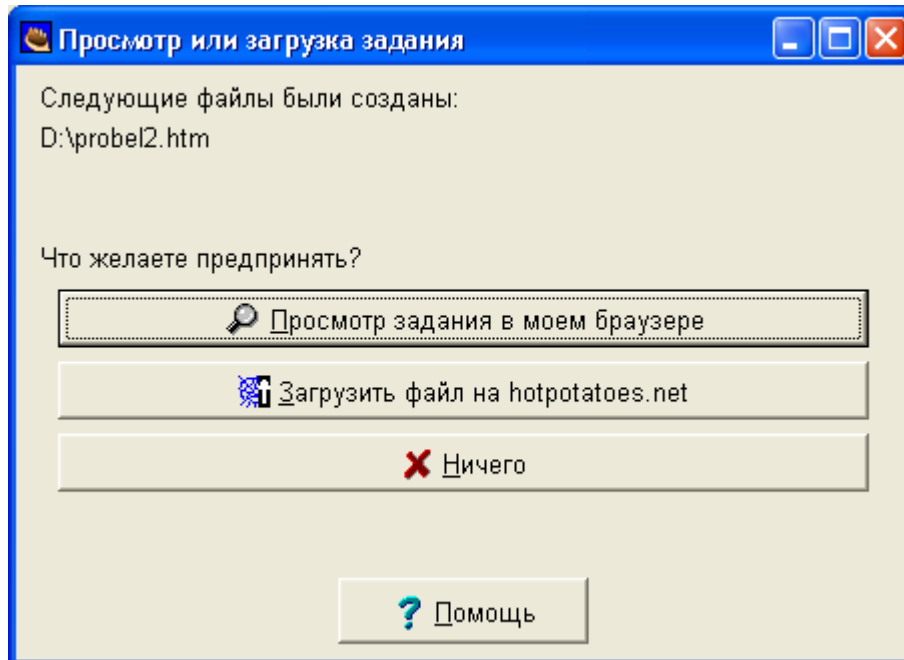 Просмотр или загрузка задания
Следующие файлы были созданы:
D:\probel2.htm
Что желаете предпринять?
Просмотр задания в моем браузере
Загрузить файл на hotpotatoes.net
Ничего
? Помощь